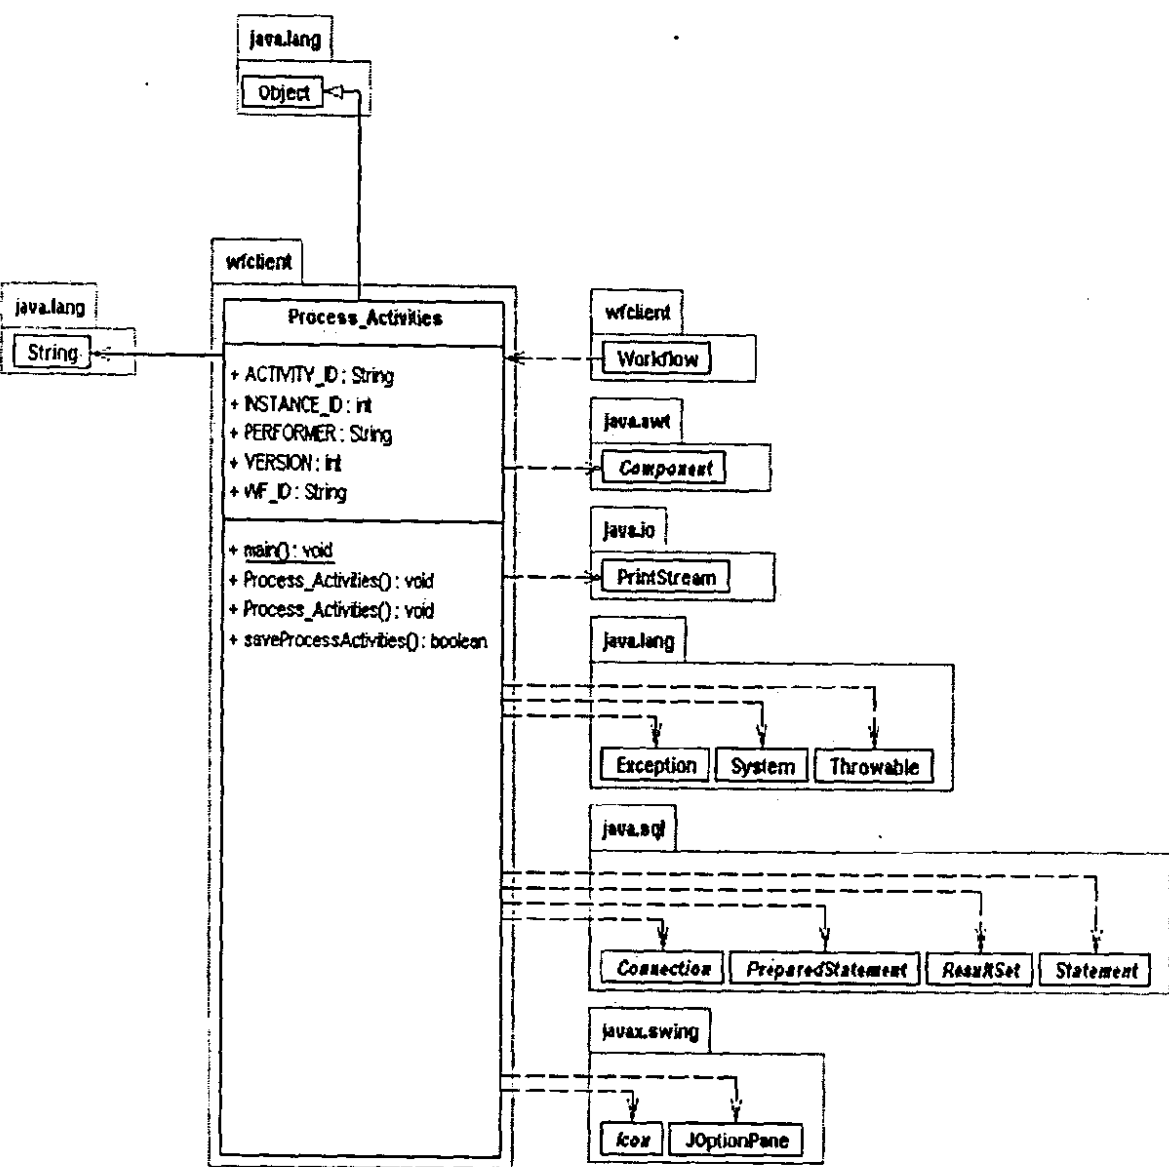 java.lang
Object
wfclient
java.lang
String
Process_Activities
+ ACTIVITY_ID : String
+ INSTANCE_ID : int
+ PERFORMER : String
+ VERSION : int
+ WF_ID : String
+ main() : void
+ Process_Activities() : void
+ Process_Activities() : void
+ saveProcessActivities() : boolean
wfclient
Workflow
java.awt
Component
java.io
PrintStream
java.lang
Exception
System
Throwable
java.sql
Connection
PreparedStatement
ResultSet
Statement
javax.swing
Icon
JOptionPane